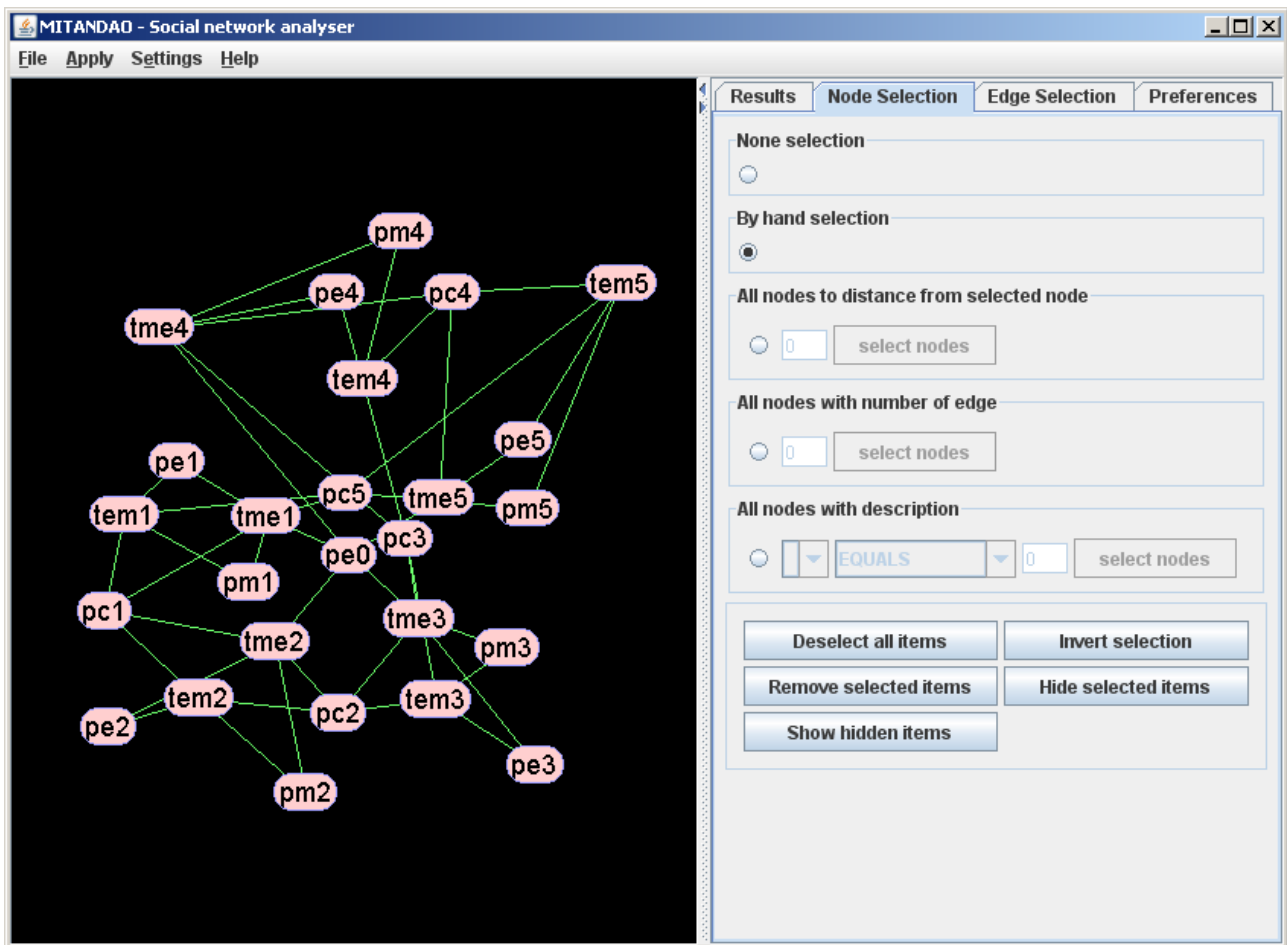 MITANDAO - Social network analyser
File Apply Settings Help
Results Node Selection Edge Selection Preferences
None selection
By hand selection
All nodes to distance from selected node
0 select nodes
All nodes with number of edge
0 select nodes
All nodes with description
EQUALS 0 select nodes
Deselect all items Invert selection
Remove selected items Hide selected items
Show hidden items
pm4
pe4 pc4 tem5
tme4
tem4
pe5
pe1
pc5 tme5 pm5
tem1 tme1
pc3
pe0
pm1
pc1 tme3
tme2 pm3
tem2 tem3
pe2 pc2
pe3
pm2